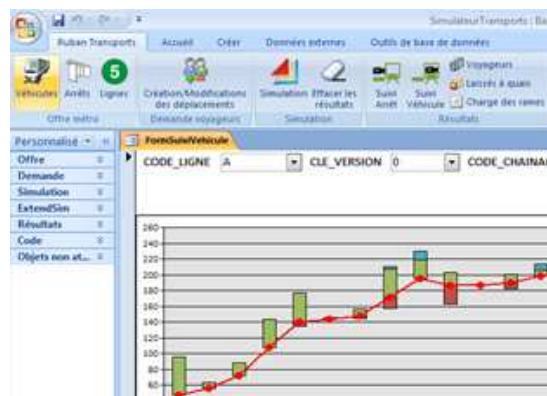 SimulateurTransports : Ba
Ruban Transports Accueil Créer Données externes Outils de base de données
Véhicules Arrêts Lignes Création/Modifications des déplacements Simulation Effacer les résultats Suivi Arrêt Suivi Véhicule Voyageurs
Laissés à quai
Charge des rames
Offre métro Demande voyageurs Simulation Résultats
Personnalisé
FormSuiviVehicule
Offre
Demande
Simulation
ExtendSim
Résultats
Code
Objets non at...
CODE_LIGNE A CLE_VERSION 0 CODE_CHAINA
260
240
220
200
180
160
140
120
100
80
60
5